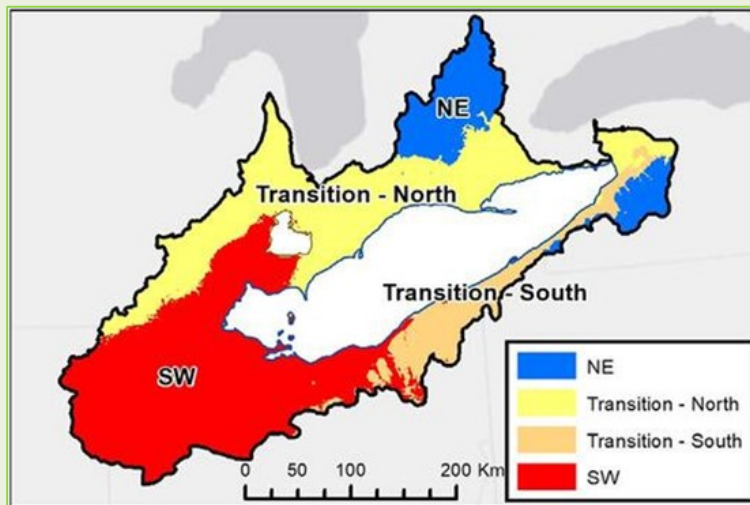 NE
Transition - North
Transition - South
SW
NE
Transition - North
Transition - South
SW
0 50 100 200 Km